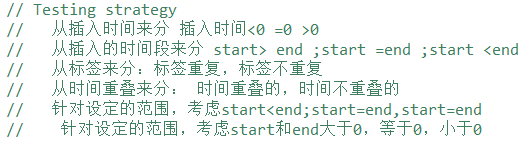 // Testing strategy
// 从插入时间来分 插入时间<0 =0 >0
// 从插入的时间段来分 start> end ;start =end ;start <end
// 从标签来分：标签重复，标签不重复
// 从时间重叠来分： 时间重叠的，时间不重叠的
// 针对设定的范围，考虑start<end;start=end,start=end
// 针对设定的范围，考虑start和end大于0，等于0，小于0